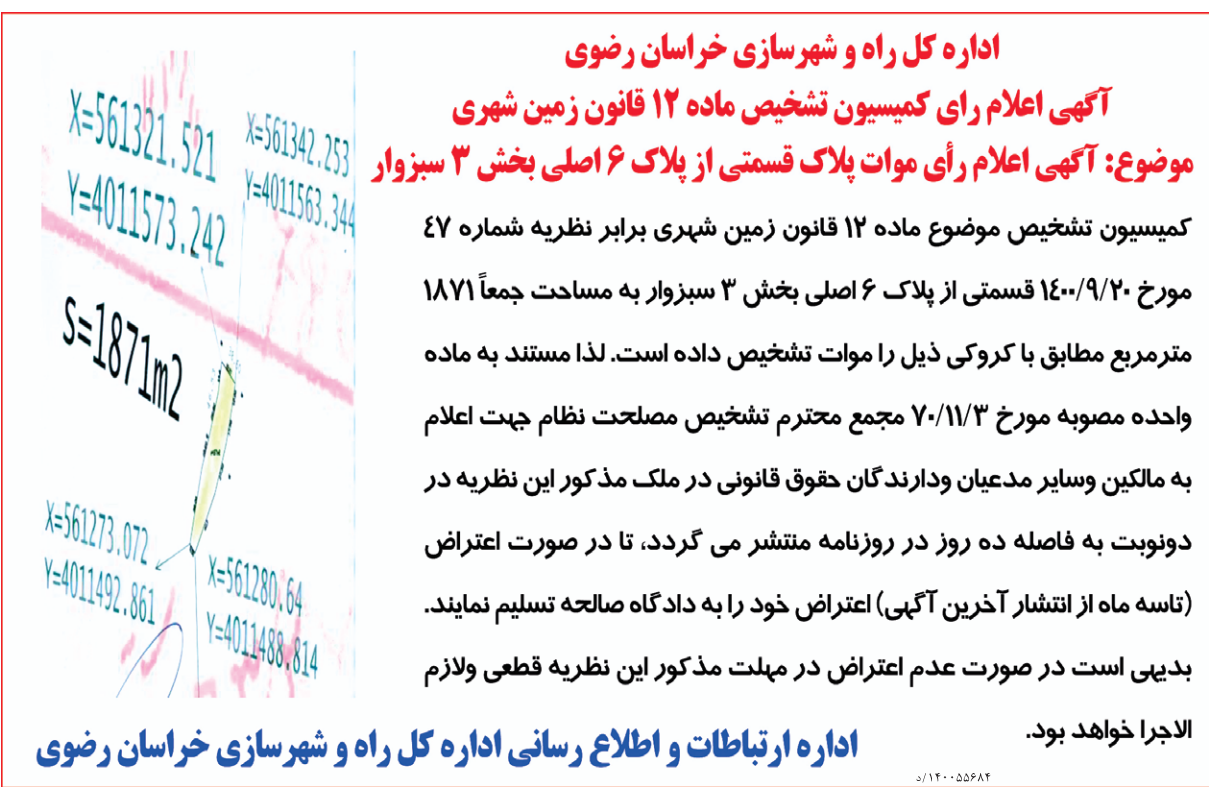 اداره کل راه و شهرسازی خراسان رضوی
آگهی اعلام رای کمیسیون تشخیص ماده ۱۲ قانون زمین شهری
موضوع: آگهی اعلام رأی موات پلاک قسمتی از پلاک ۶ اصلی بخش ۳ سبزوار
کمیسیون تشخیص موضوع ماده ۱۲ قانون زمین شهری برابر نظریه شماره ٤۷
مورخ ۱٤۰۰/۹/۲۰ قسمتی از پلاک ۶ اصلی بخش ۳ سبزوار به مساحت جمعاً ۱۸۷۱
مترمربع مطابق با کروکی ذیل را موات تشخیص داده است. لذا مستند به ماده
واحده مصوبه مورخ ۷۰/۱۱/۳ مجمع محترم تشخیص مصلحت نظام جهت اعلام
به مالکین وسایر مدعیان ودارندگان حقوق قانونی در ملک مذکور این نظریه در
دونوبت به فاصله ده روز در روزنامه منتشر می گردد، تا در صورت اعتراض
(تاسه ماه از انتشار آخرین آگهی) اعتراض خود را به دادگاه صالحه تسلیم نمایند.
بدیهی است در صورت عدم اعتراض در مهلت مذکور این نظریه قطعی ولازم
الاجرا خواهد بود.
X=561321.521
Y=4011573.242
X=561342.253
Y=4011563.344
S=1871m2
X=561273.072
Y=4011492.861
X=561280.64
Y=4011488.814
اداره ارتباطات و اطلاع رسانی اداره کل راه و شهرسازی خراسان رضوی
۱۴۰۰۵۵۶۸۴/د